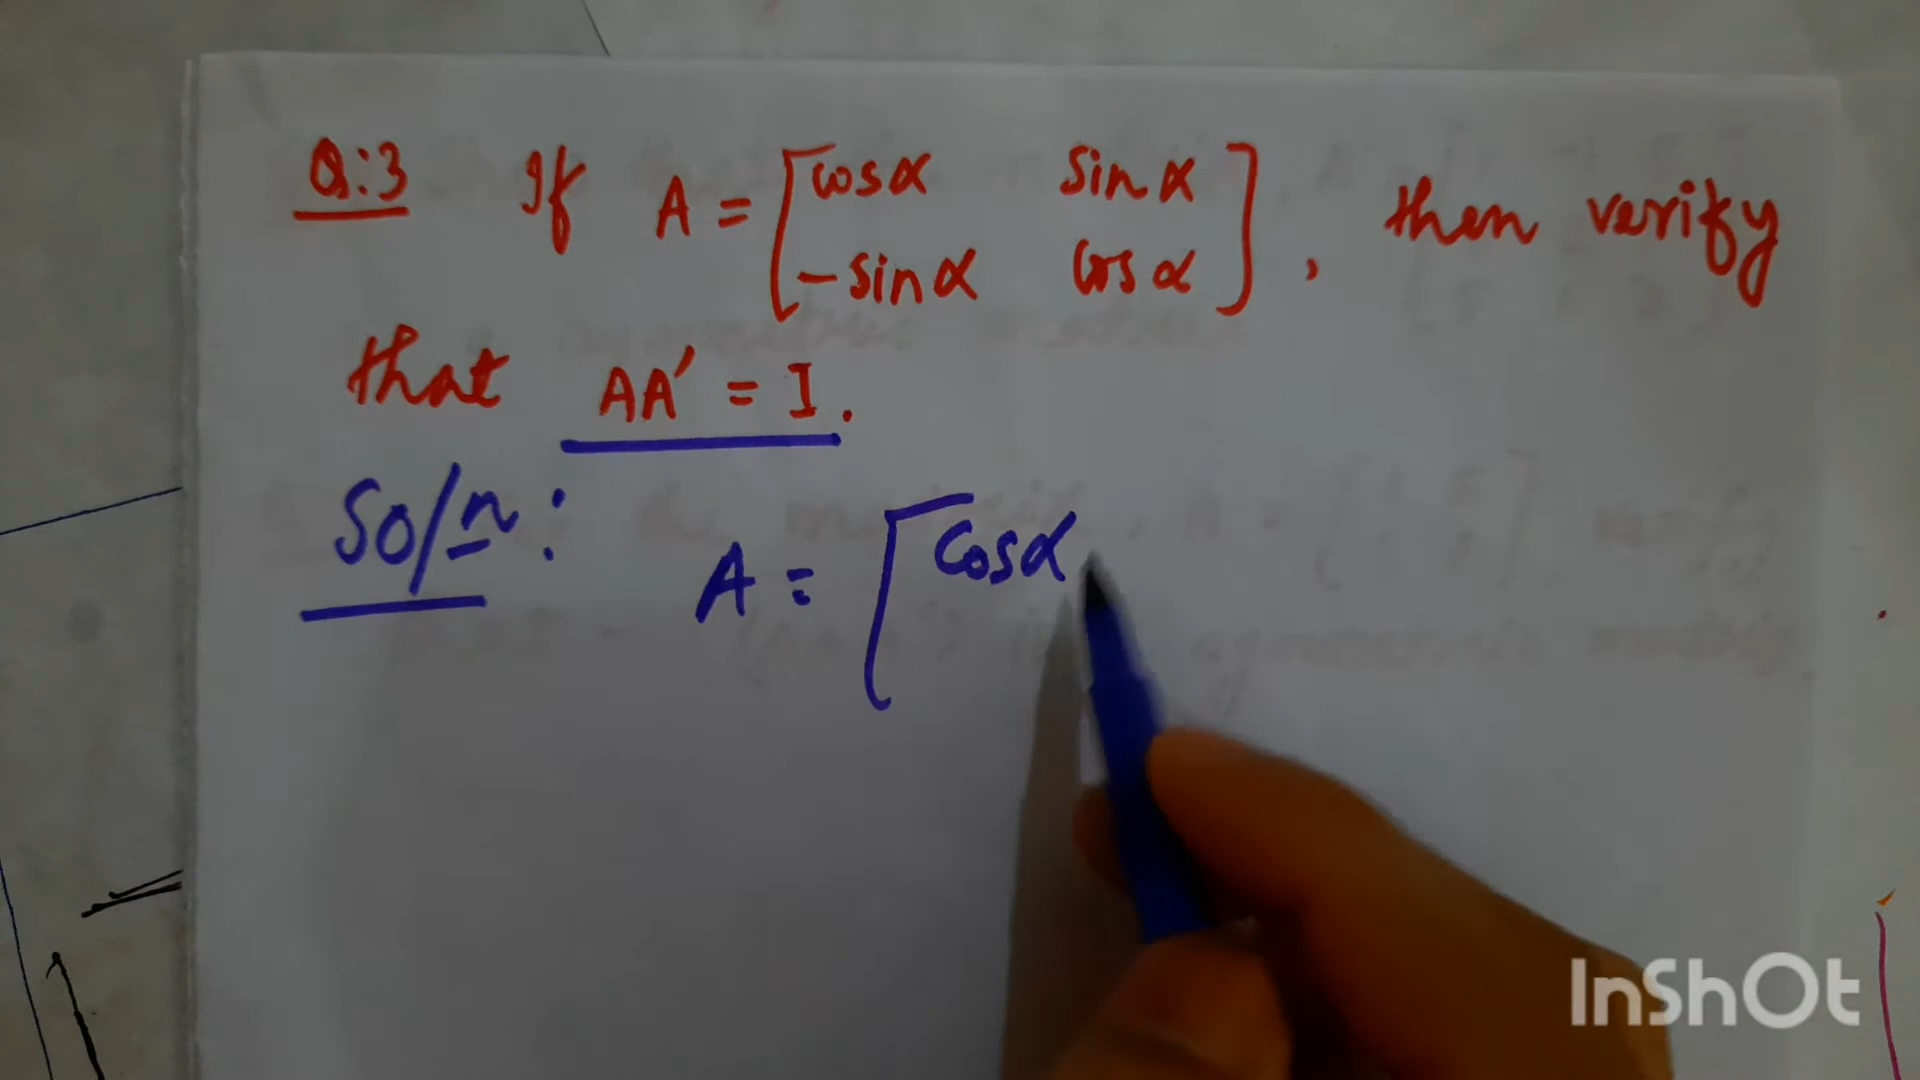 Q:3 If A = [cosα sinα
-sinα cosα], then verify
that AA' = I.
Soln: A = [cosα
InShOt